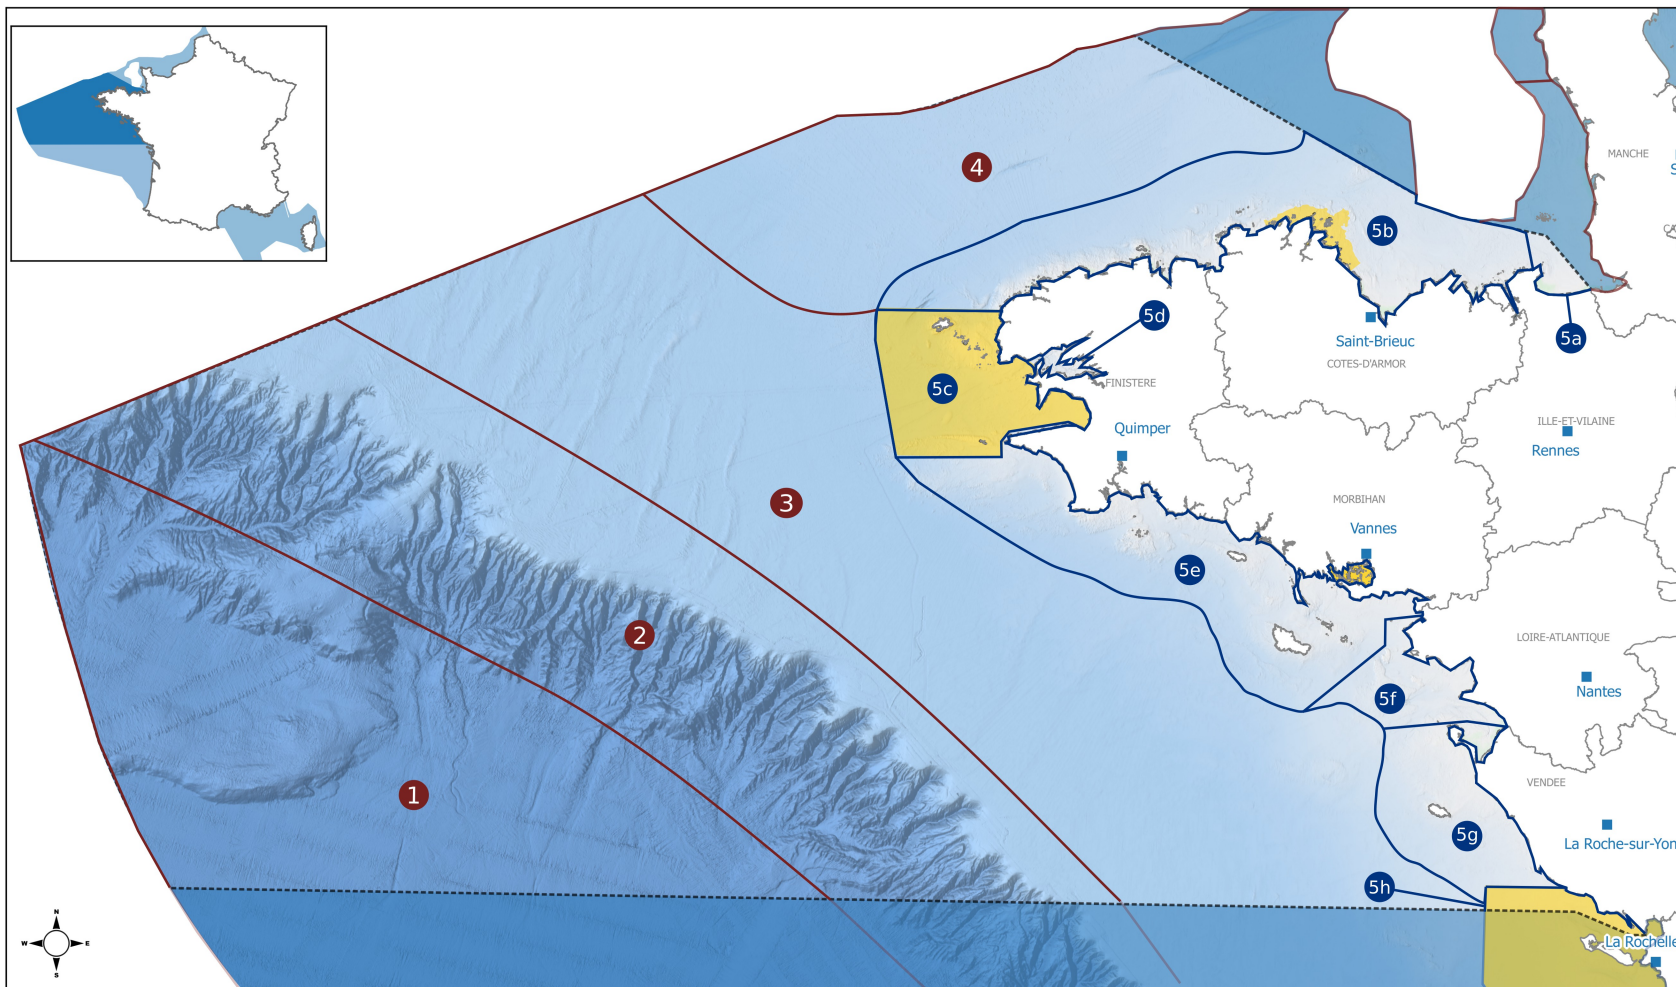 4
MANCHE
S
5b
CA
5d
Saint-Brieuc
5a
COTES-D'ARMOR
5c
FINISTERE
ILLE-ET-VILAINE
Quimper
Rennes
3
MORBIHAN
Vannes
5e
2
LOIRE-ATLANTIQUE
5f
Nantes
1
VENDEE
5g
La Roche-sur-Yon
5h
N
W E
S
La Rochelle